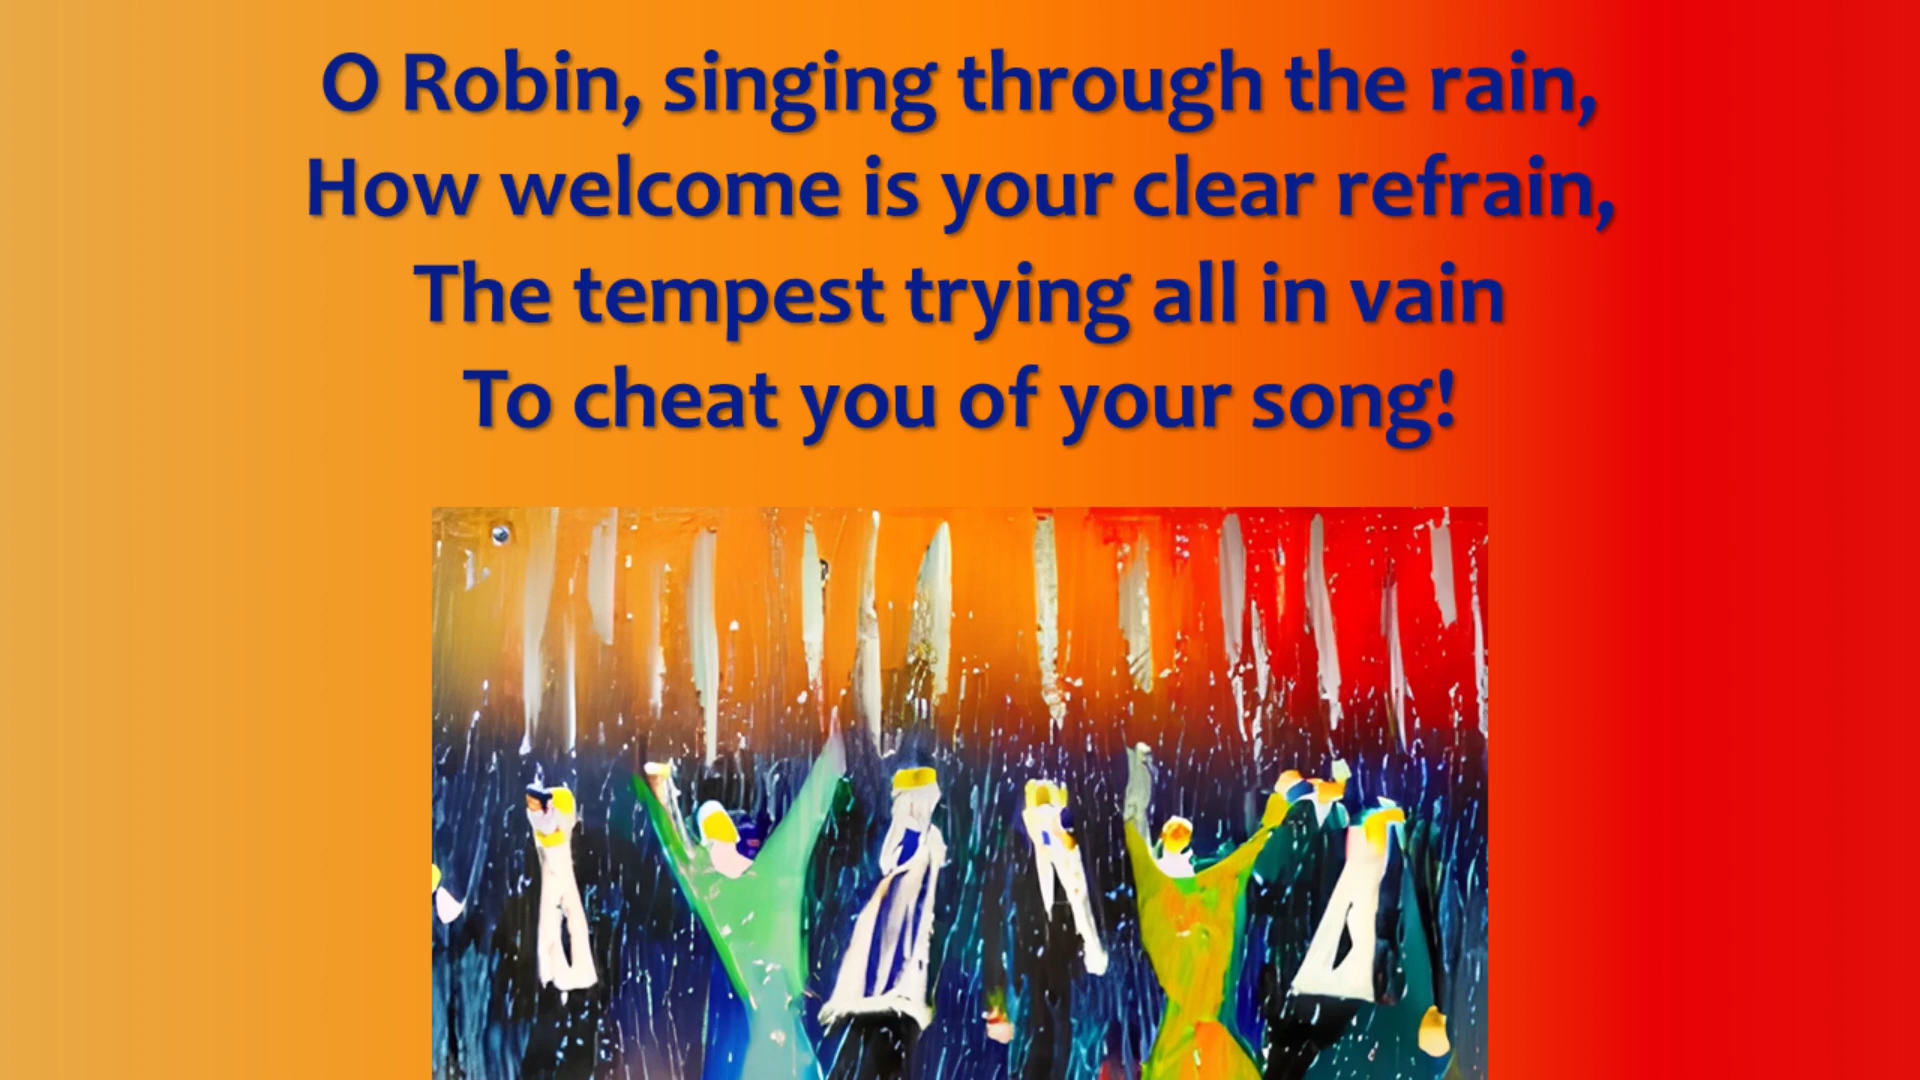 O Robin, singing through the rain,
How welcome is your clear refrain,
The tempest trying all in vain
To cheat you of your song!